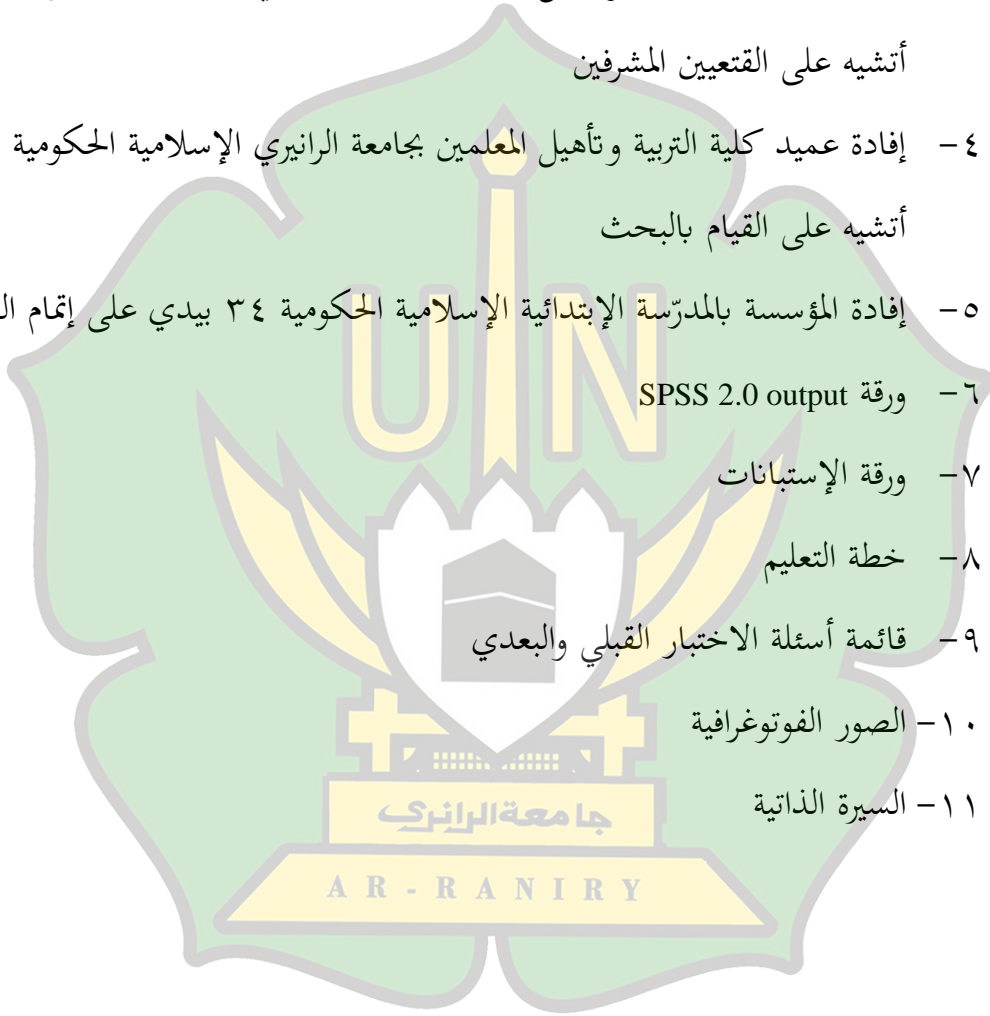 أتشيه على القتعيين المشرفين
٤- إفادة عميد كلية التربية وتأهيل المعلمين بجامعة الرانيري الإسلامية الحكومية
أتشيه على القيام بالبحث
٥- إفادة المؤسسة بالمدرّسة الإبتدائية الإسلامية الحكومية ٣٤ بيدي على إتمام
٦- ورقة SPSS 2.0 output
٧- ورقة الإستبانات
٨- خطة التعليم
٩- قائمة أسئلة الاختبار القبلي والبعدي
١٠- الصور الفوتوغرافية
١١- السيرة الذاتية
UIN
جامعة الرانري
AR-RANIRY